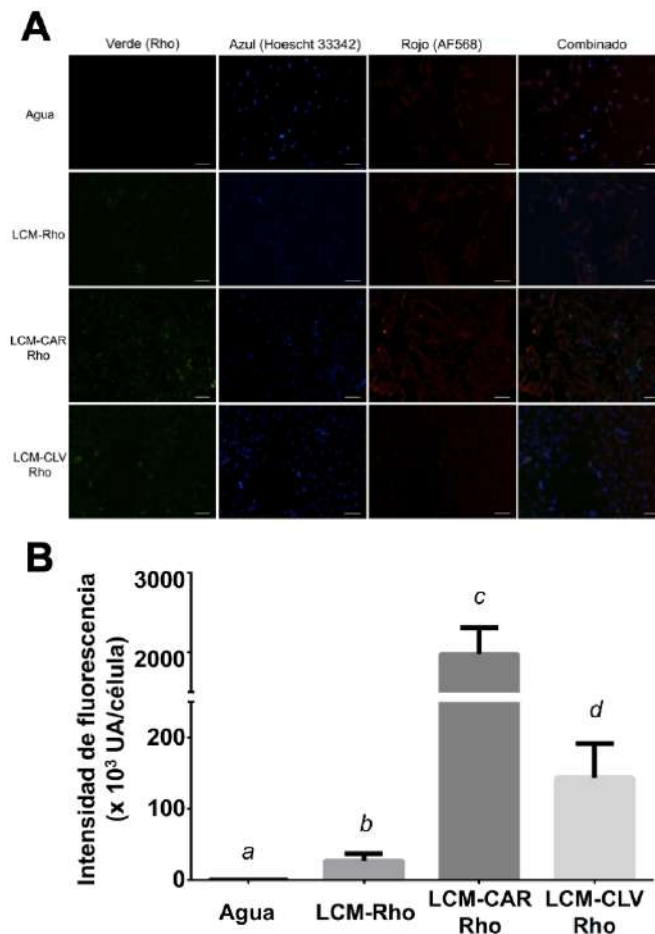 A
Verde (Rho) Azul (Hoescht 33342) Rojo (AF568) Combinado
Agua
LCM-Rho
LCM-CAR
Rho
LCM-CLV
Rho
B
Intensidad de fluorescencia
(x 10³ UA/célula)
3000
2000
200
100
0
a
b
c
d
Agua
LCM-Rho
LCM-CAR
Rho
LCM-CLV
Rho